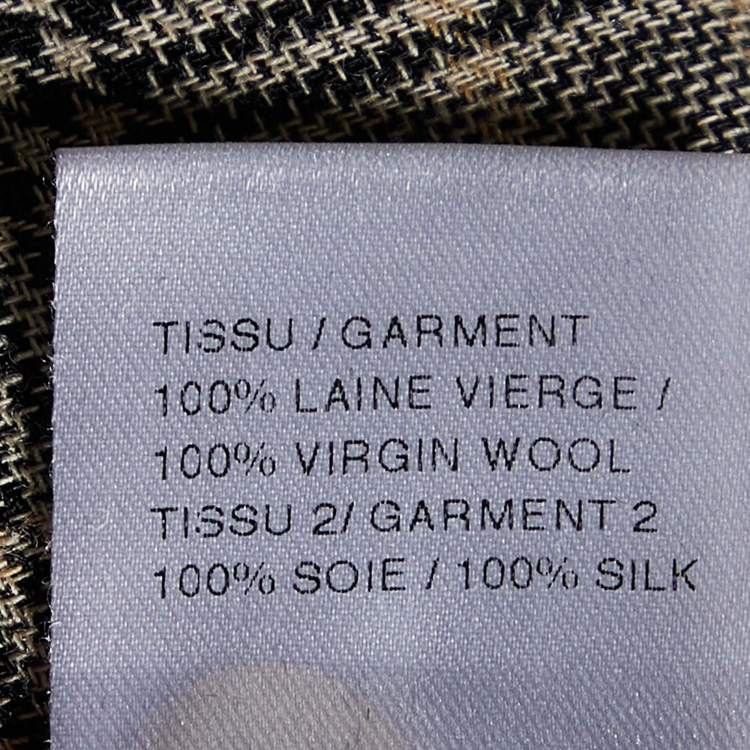 TISSU / GARMENT
100% LAINE VIERGE /
100% VIRGIN WOOL
TISSU 2/ GARMENT 2
100% SOIE / 100% SILK